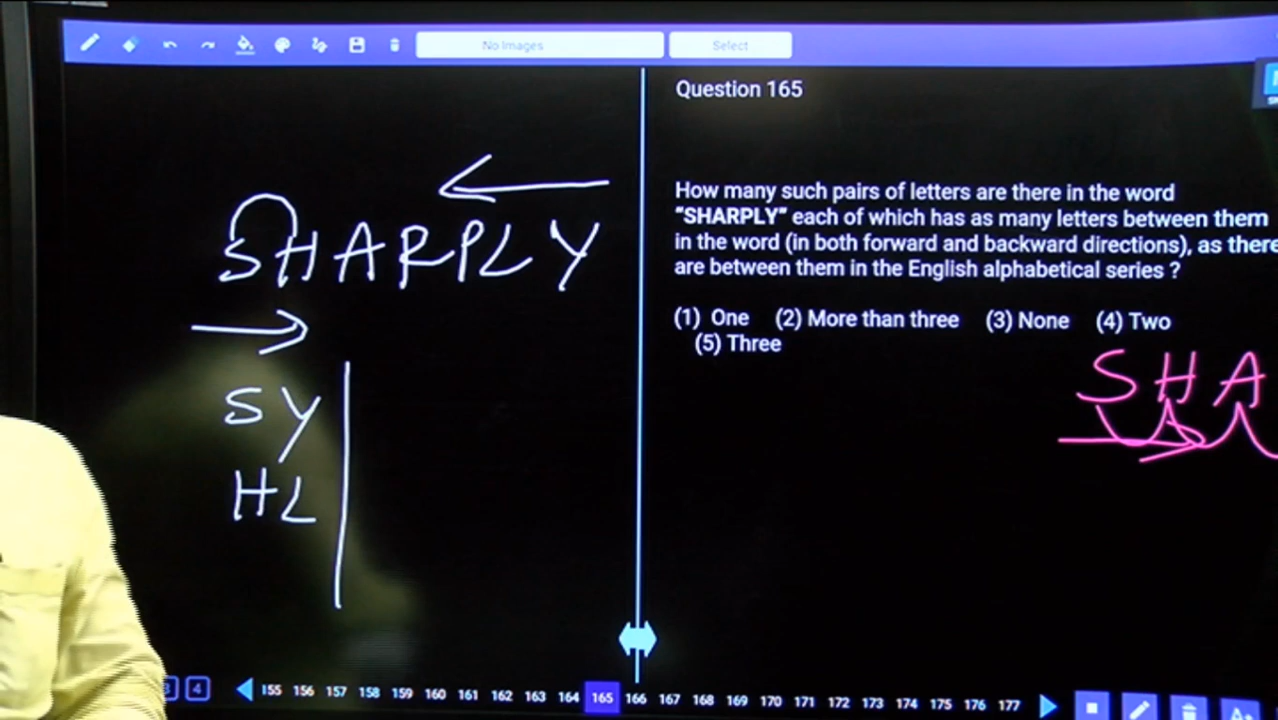 No Images Select
SHARPLY
SY
HL
Question 165
How many such pairs of letters are there in the word
"SHARPLY" each of which has as many letters between them
in the word (in both forward and backward directions), as there
are between them in the English alphabetical series ?
(1) One (2) More than three (3) None (4) Two
(5) Three
SHA
4 155 156 157 158 159 160 161 162 163 164 165 166 167 168 169 170 171 172 173 174 175 176 177